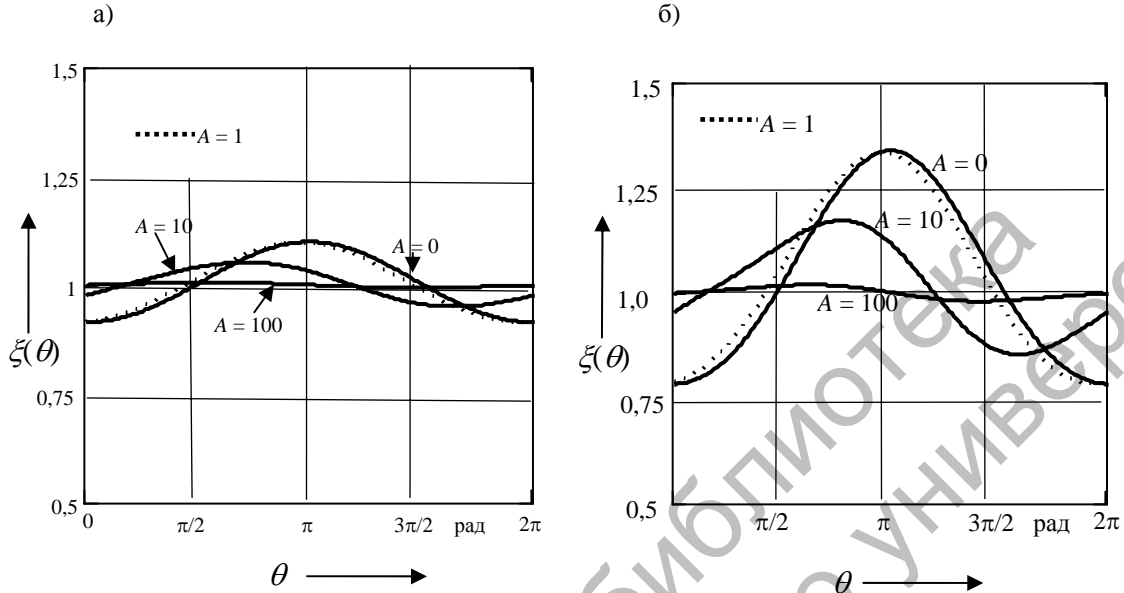 а)
1,5
A = 1
1,25
A = 10
A = 0
1
A = 100
ξ(θ)
0,75
0,5
0
π/2
π
3π/2
рад
2π
θ
б)
1,5
A = 1
A = 0
1,25
A = 10
1,0
A = 100
ξ(θ)
0,75
0,5
π/2
π
3π/2
рад
2π
θ
библиотека